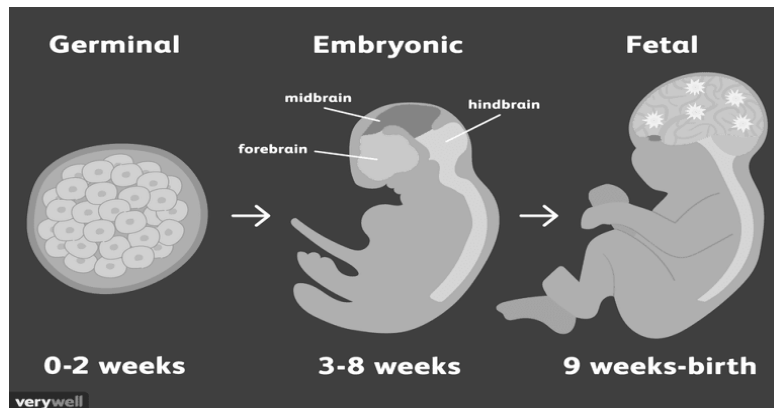 Germinal
Embryonic
Fetal
midbrain
hindbrain
forebrain
0-2 weeks
3-8 weeks
9 weeks-birth
verywell